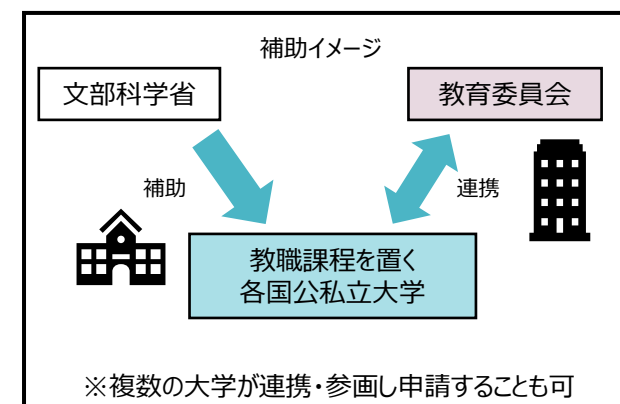 補助イメージ
文部科学省
教育委員会
補助
連携
教職課程を置く
各国公私立大学
※複数の大学が連携・参画し申請することも可